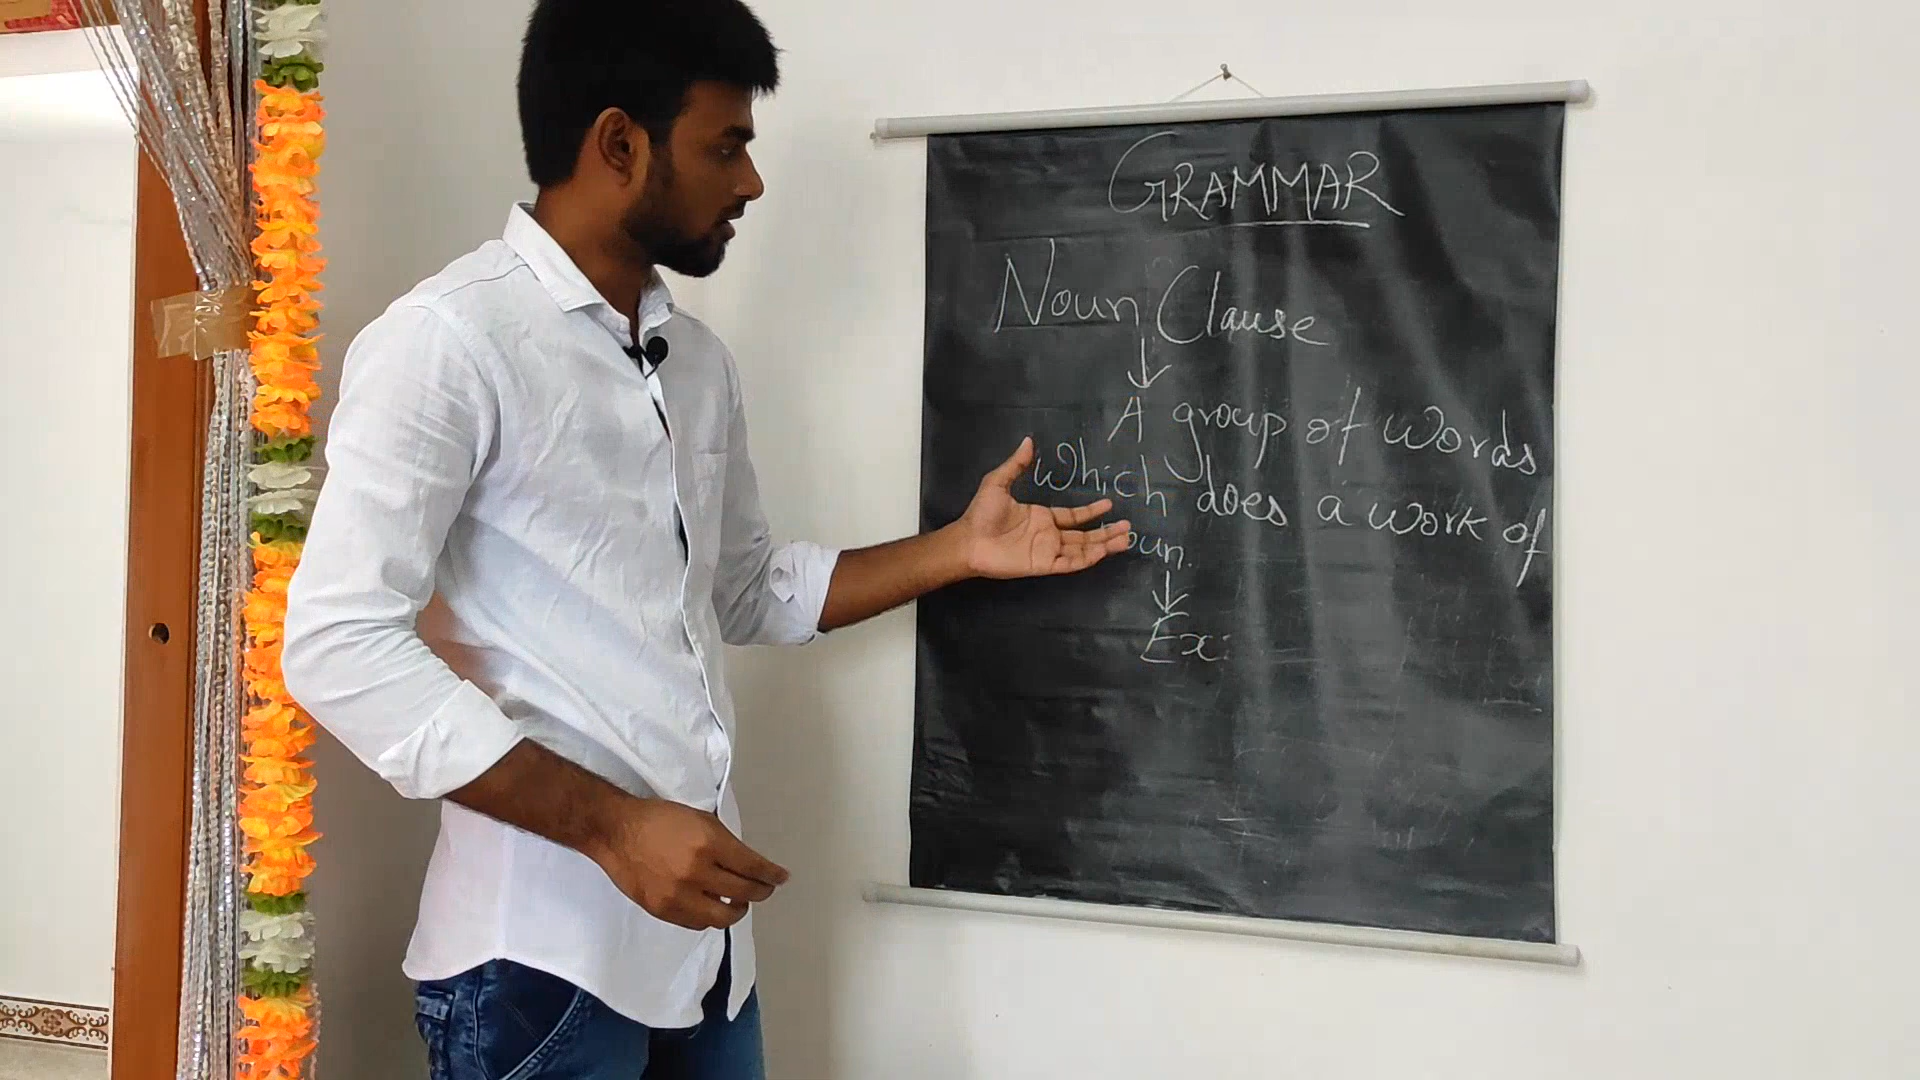 GRAMMAR
Noun Clause
A group of words
which does a work of
oun.
Ex: